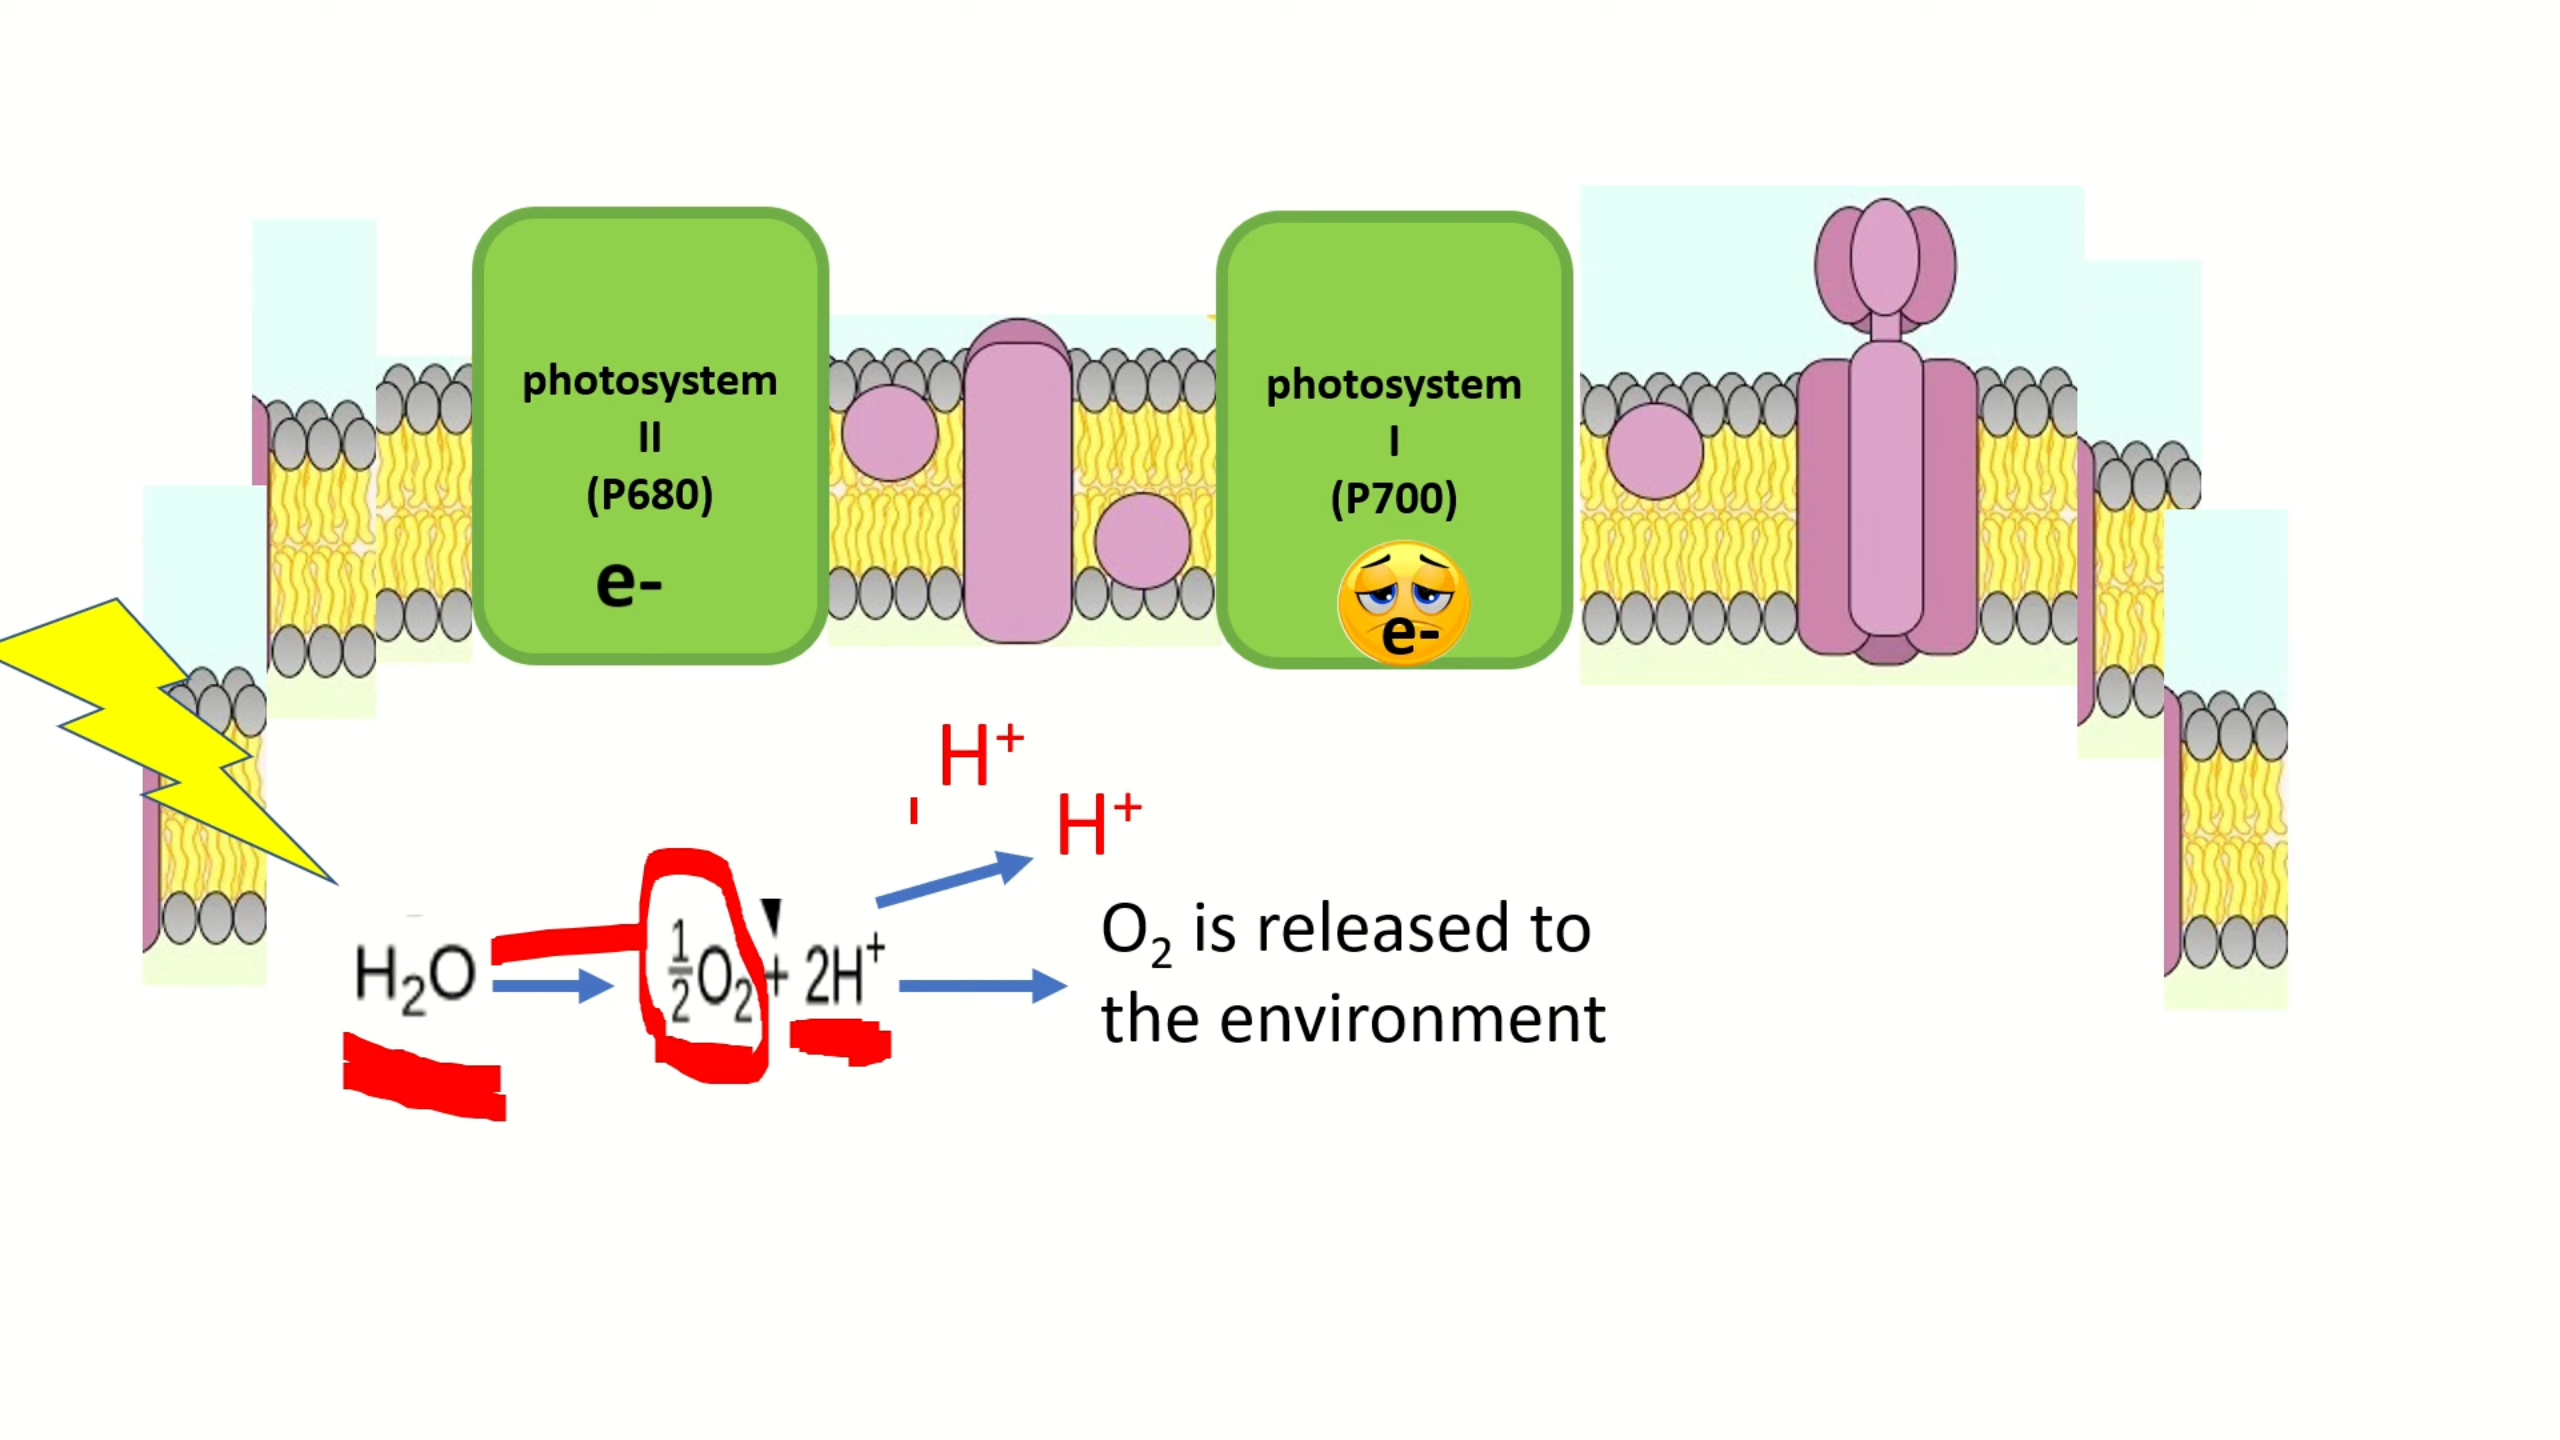 photosystem
II
(P680)
e-
photosystem
I
(P700)
e-
H⁺
H⁺
H₂O
½O₂ + 2H⁺
O₂ is released to
the environment